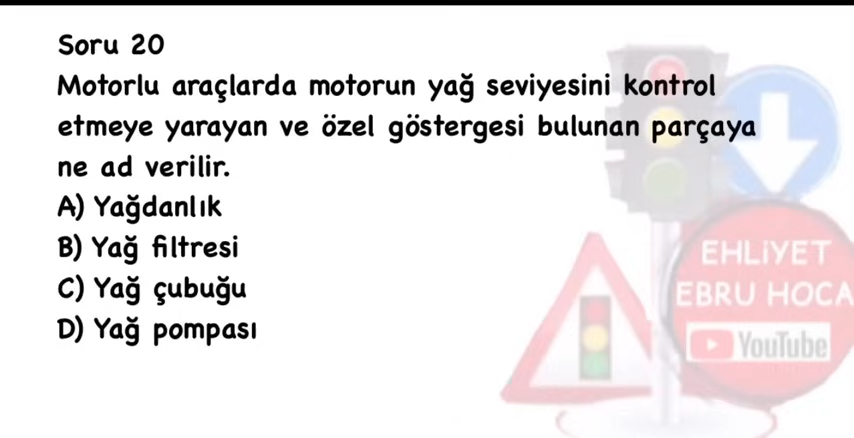 Soru 20
Motorlu araçlarda motorun yağ seviyesini kontrol
etmeye yarayan ve özel göstergesi bulunan parçaya
ne ad verilir.
A) Yağdanlık
B) Yağ filtresi
C) Yağ çubuğu
D) Yağ pompası
EHLİYET
EBRU HOCA
YouTube